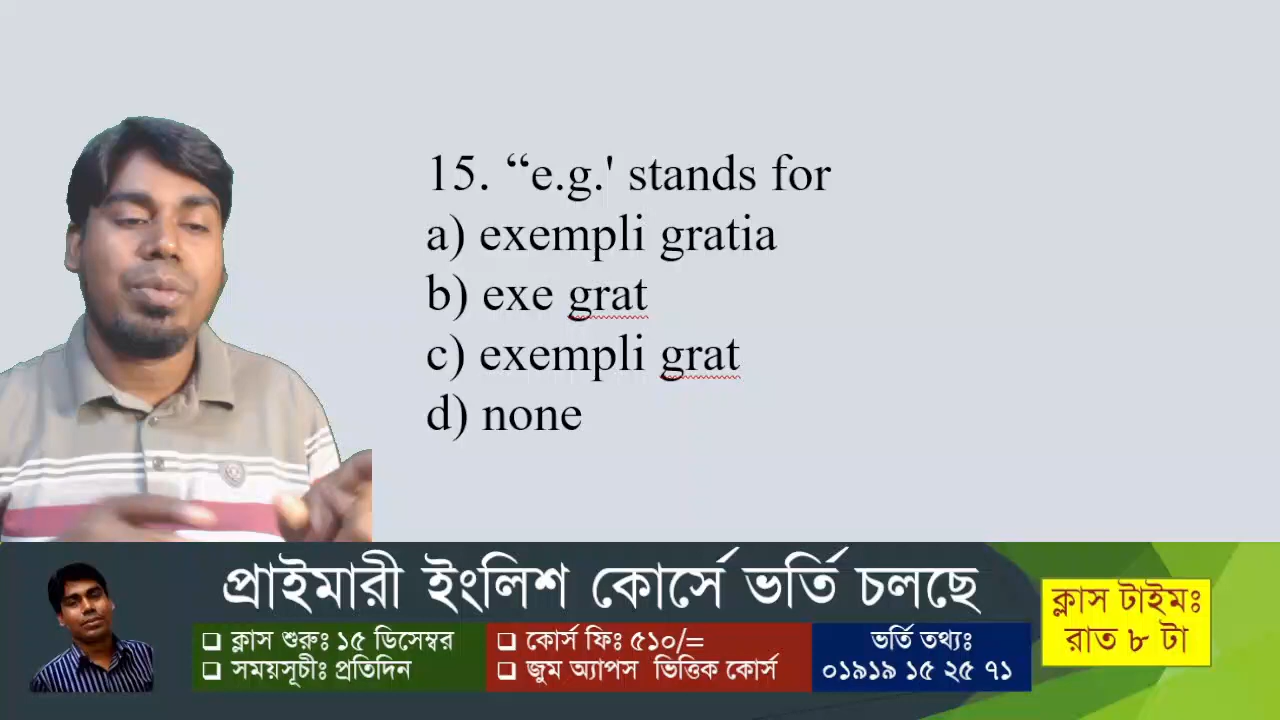 15. “e.g.' stands for
a) exempli gratia
b) exe grat
c) exempli grat
d) none
প্রাইমারী ইংলিশ কোর্সে ভর্তি চলছে
❑ ক্লাস শুরুঃ ১৫ ডিসেম্বর
❑ সময়সূচীঃ প্রতিদিন
❑ কোর্স ফিঃ ৫১০/=
❑ জুম অ্যাপস ভিত্তিক কোর্স
ভর্তি তথ্যঃ
০১৯১৯ ১৫ ২৫ ৭১
ক্লাস টাইমঃ
রাত ৮ টা